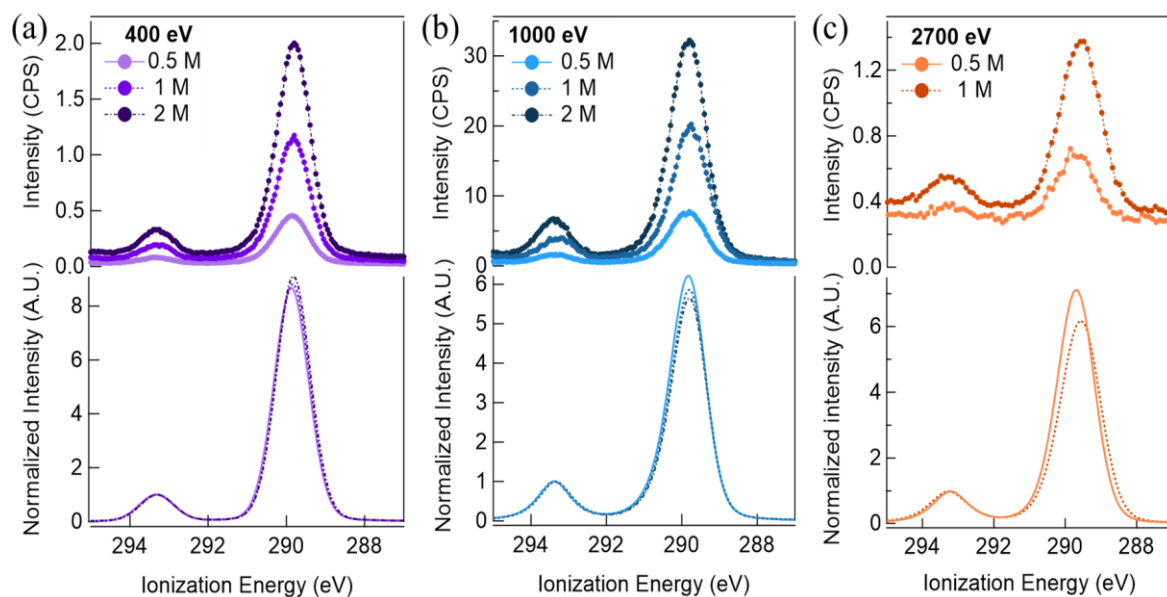 (a)
400 eV
0.5 M
1 M
2 M
Intensity (CPS)
2.0
1.5
1.0
0.5
0.0
Normalized Intensity (A.U.)
8
6
4
2
0
294 292 290 288
Ionization Energy (eV)
(b)
1000 eV
0.5 M
1 M
2 M
Intensity (CPS)
30
20
10
0
Normalized Intensity (A.U.)
6
5
4
3
2
1
0
294 292 290 288
Ionization Energy (eV)
(c)
2700 eV
0.5 M
1 M
Intensity (CPS)
1.2
0.8
0.4
0.0
Normalized intensity (A.U.)
6
4
2
0
294 292 290 288
Ionization Energy (eV)